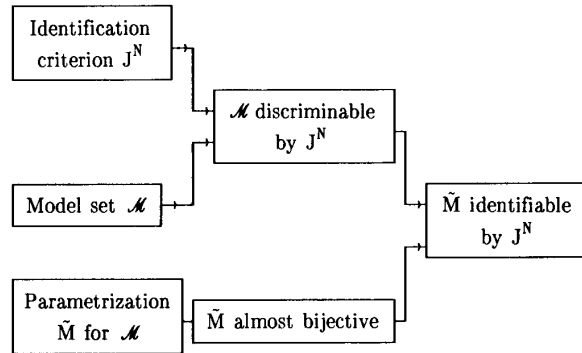 Identification
criterion J^N
ℳ discriminable
by J^N
Model set ℳ
M̃ identifiable
by J^N
Parametrization
M̃ for ℳ
M̃ almost bijective